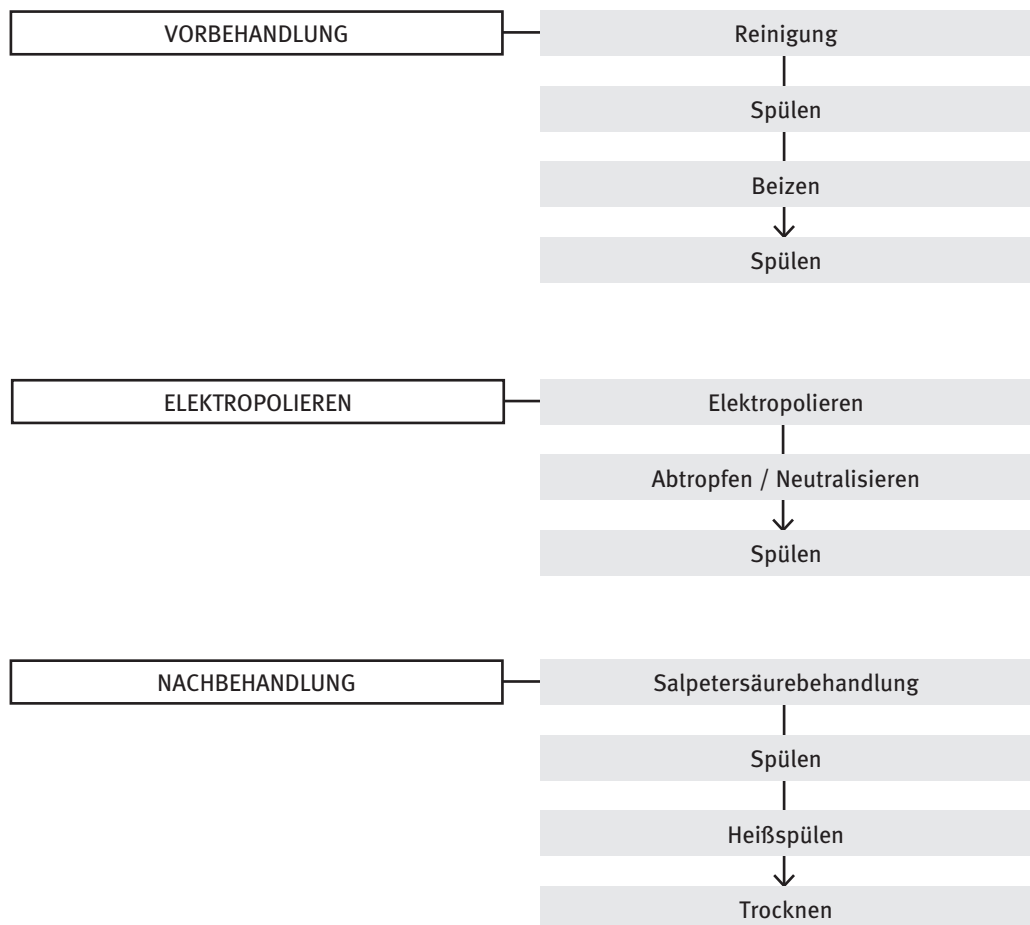 VORBEHANDLUNG
Reinigung
Spülen
Beizen
Spülen
ELEKTROPOLIEREN
Elektropolieren
Abtropfen / Neutralisieren
Spülen
NACHBEHANDLUNG
Salpetersäurebehandlung
Spülen
Heißspülen
Trocknen